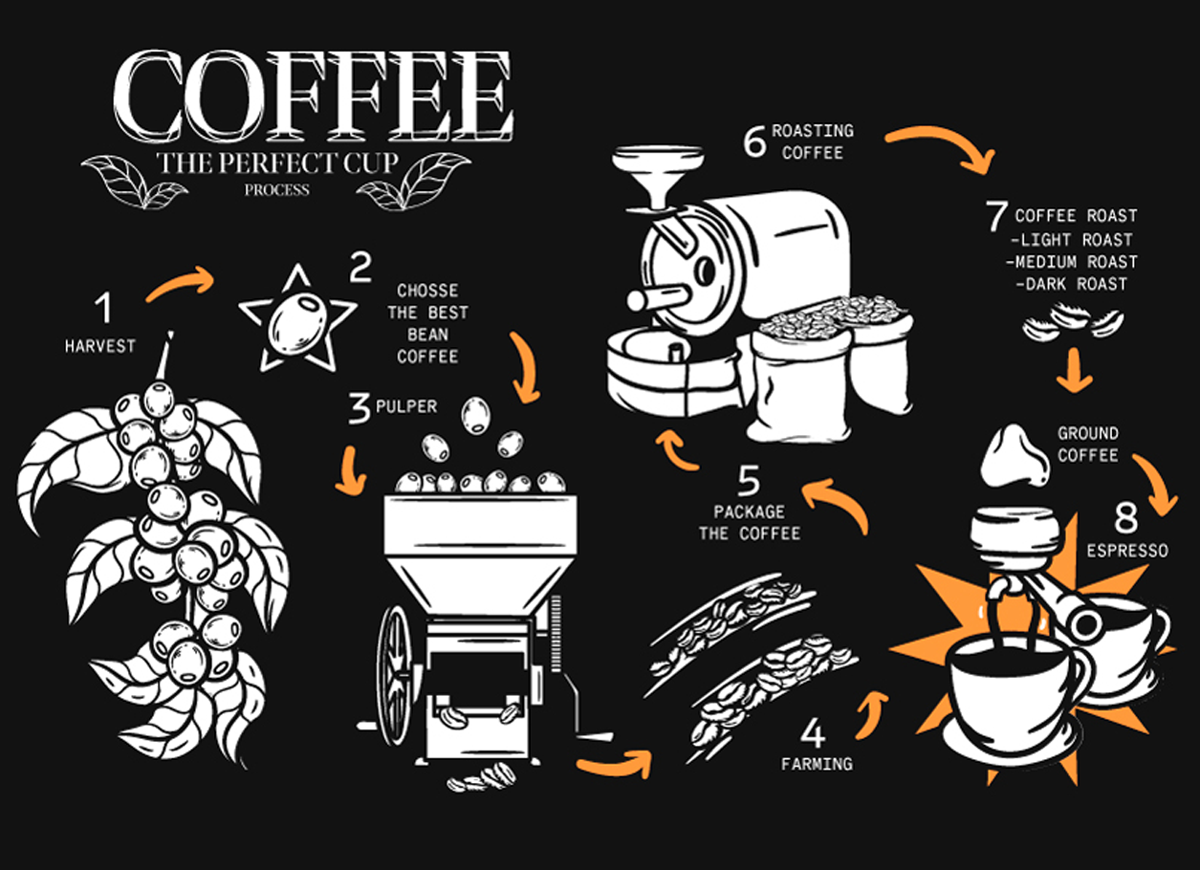 COFFEE
THE PERFECT CUP
PROCESS
1
HARVEST
2
CHOSSE
THE BEST
BEAN
COFFEE
3 PULPER
4
FARMING
5
PACKAGE
THE COFFEE
6 ROASTING
COFFEE
7 COFFEE ROAST
-LIGHT ROAST
-MEDIUM ROAST
-DARK ROAST
GROUND
COFFEE
8
ESPRESSO